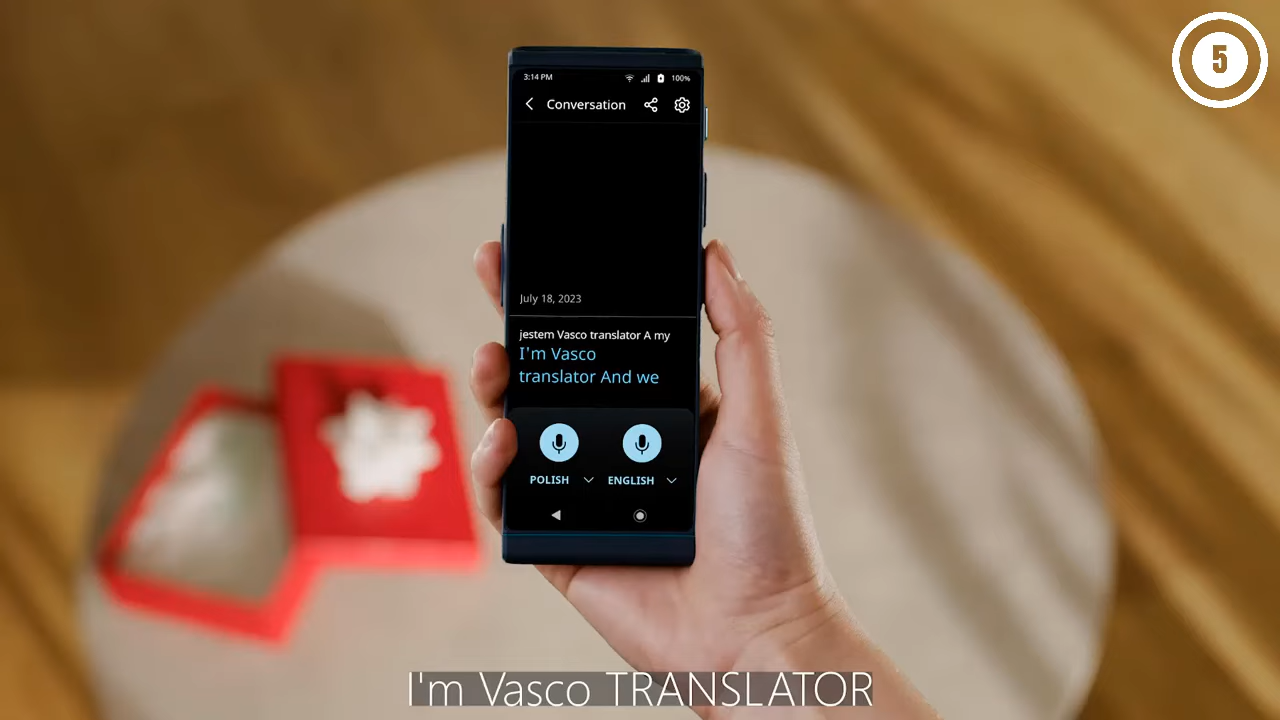 5
3:14 PM 100%
Conversation
July 18, 2023
jestem Vasco translator A my
I'm Vasco
translator And we
POLISH ENGLISH
I'm Vasco TRANSLATOR